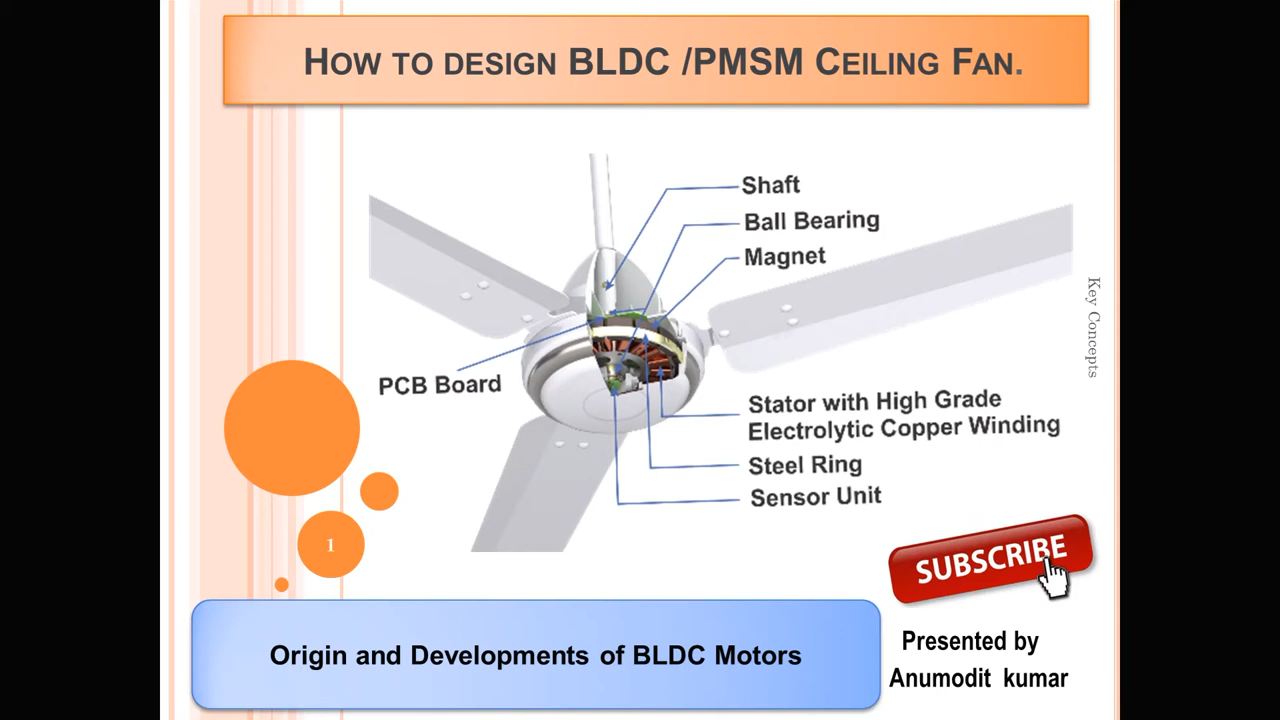 HOW TO DESIGN BLDC /PMSM CEILING FAN.
Shaft
Ball Bearing
Magnet
Key Concepts
PCB Board
Stator with High Grade
Electrolytic Copper Winding
Steel Ring
Sensor Unit
1
SUBSCRIBE
Origin and Developments of BLDC Motors
Presented by
Anumodit kumar